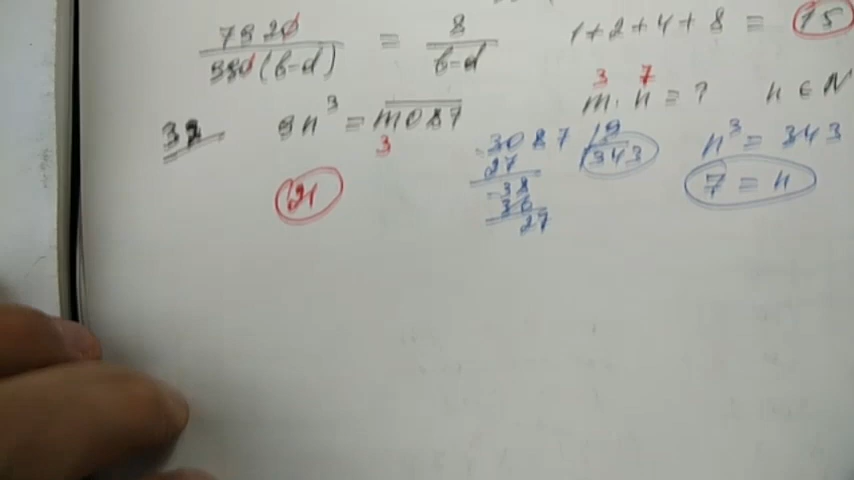 7920 / 990(b-d) = 8 / b-d
1+2+4+8 = 15
3 7
m·n = ? n ∈ N
32 9n³ = m087
3
3087 | 9
27 343
38
36
27
n³ = 343
7 = n
21